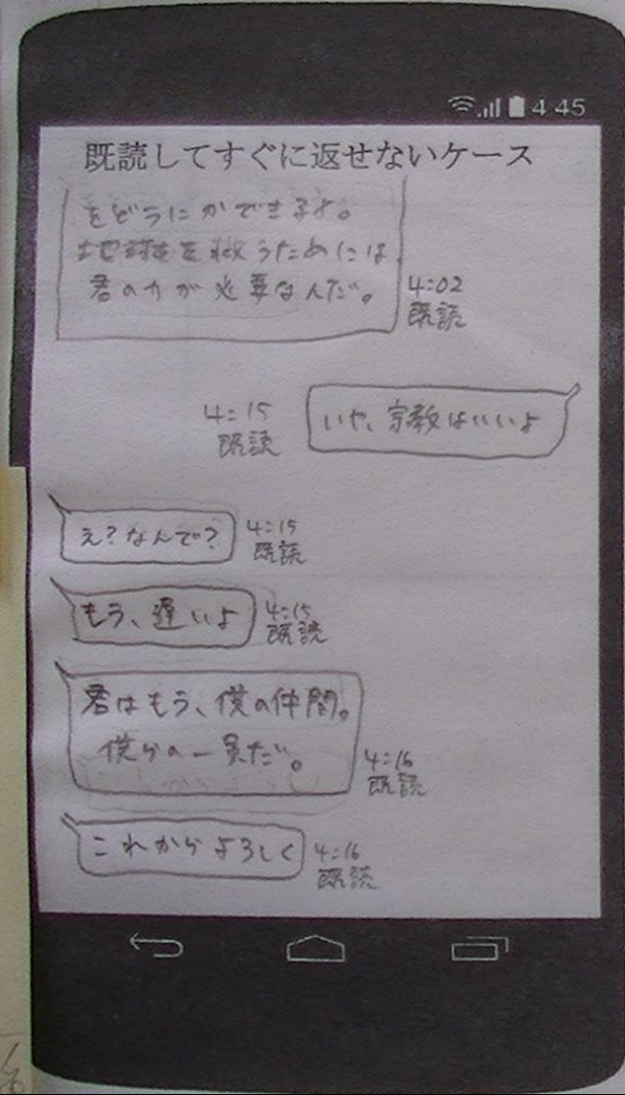 4 45
既読してすぐに返せないケース
をどうにかできるよ。
地球を救うためには、
君の力が必要なんだ。
4:02
既読
4:15
既読
いや、宗教はいいよ
え?なんで?
4:15
既読
もう、遅いよ
4:15
既読
君はもう、僕の仲間。
僕らの一員だ。
4:16
既読
これからよろしく
4:16
既読